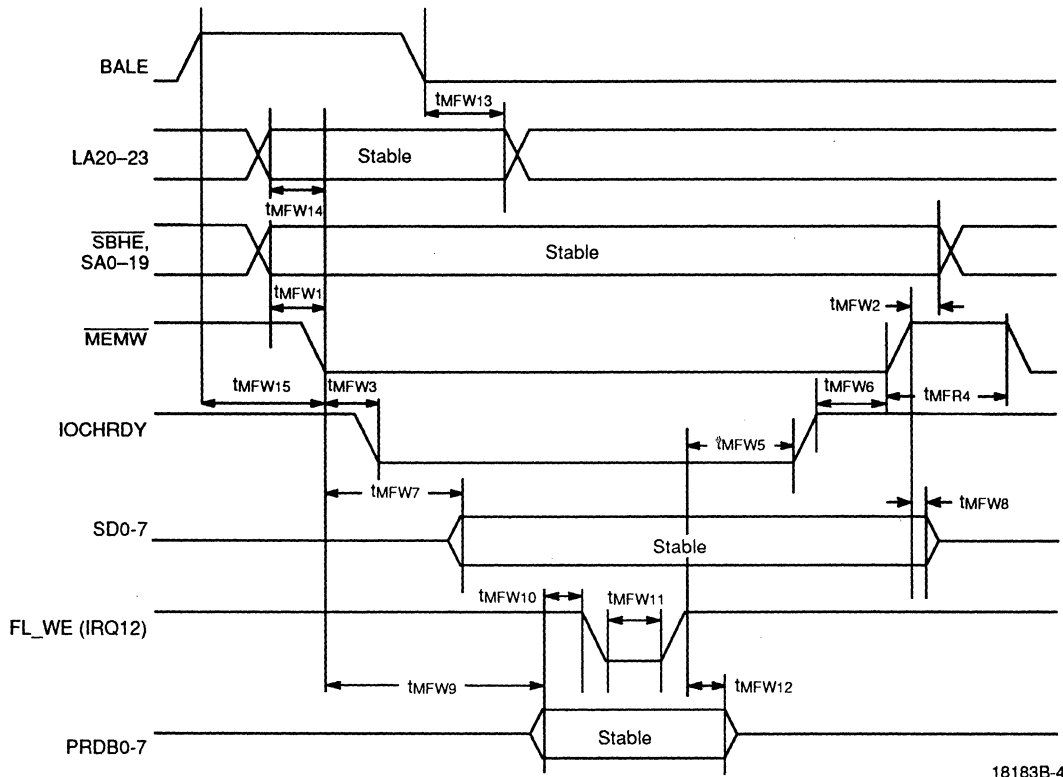 BALE
tMFW13
LA20–23
Stable
tMFW14
SBHE,
SA0–19
Stable
tMFW1
tMFW2
MEMW
tMFW15
tMFW3
tMFW6
tMFR4
IOCHRDY
tMFW5
tMFW7
tMFW8
SD0-7
Stable
tMFW10
tMFW11
FL_WE (IRQ12)
tMFW9
tMFW12
PRDB0-7
Stable
18183B-4